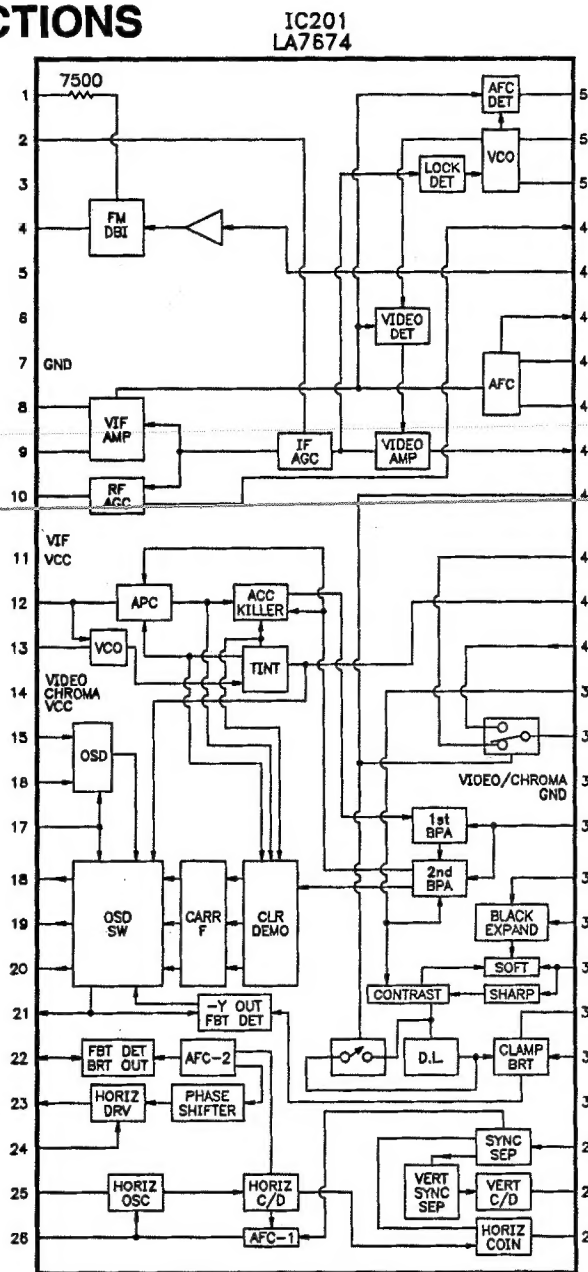 CTIONS
IC201
LA7674
1
7500
AFC
DET
5
2
VCO
5
LOCK
DET
3
5
FM
DBI
4
4
5
4
6
VIDEO
DET
4
7
GND
AFC
4
8
VIF
AMP
4
9
IF
AGC
VIDEO
AMP
4
10
RF
AGC
4
11
VIF
VCC
4
12
APC
ACC
KILLER
4
13
VCO
TINT
4
14
VIDEO
CHROMA
VCC
3
15
OSD
3
16
VIDEO/CHROMA
GND
3
17
1st
BPA
3
18
OSD
SW
CARR
F
CLR
DEMO
2nd
BPA
3
19
BLACK
EXPAND
3
20
SOFT
3
CONTRAST
SHARP
21
-Y OUT
FBT DET
3
22
FBT DET
BRT OUT
AFC-2
D.L.
CLAMP
BRT
3
23
HORIZ
DRV
PHASE
SHIFTER
3
24
SYNC
SEP
2
25
HORIZ
OSC
HORIZ
C/D
VERT
SYNC
SEP
VERT
C/D
2
26
AFC-1
HORIZ
COIN
2